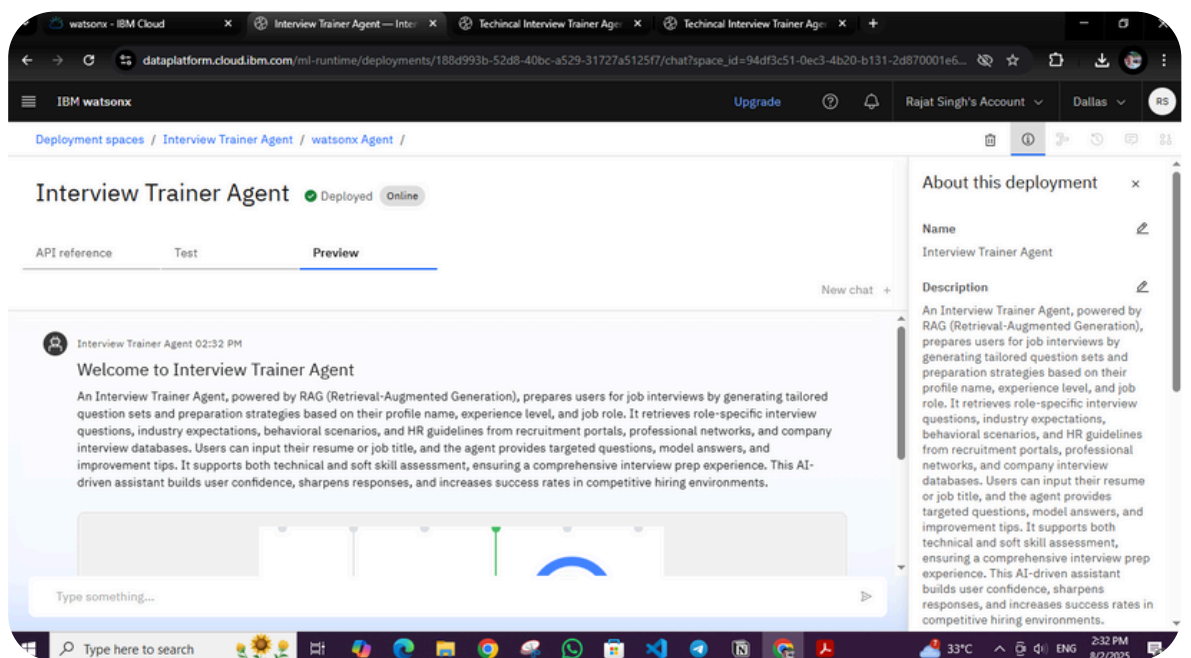 watsonx - IBM Cloud
Interview Trainer Agent — Inter
Techincal Interview Trainer Age
Techincal Interview Trainer Age
dataplatform.cloud.ibm.com/ml-runtime/deployments/188d993b-52d8-40bc-a529-31727a5125f7/chat?space_id=94df3c51-0ec3-4b20-b131-2d870001e6...
IBM watsonx
Upgrade
Rajat Singh's Account
Dallas
RS
Deployment spaces / Interview Trainer Agent / watsonx Agent /
Interview Trainer Agent
Deployed
Online
API reference
Test
Preview
New chat +
Interview Trainer Agent 02:32 PM
Welcome to Interview Trainer Agent
An Interview Trainer Agent, powered by RAG (Retrieval-Augmented Generation), prepares users for job interviews by generating tailored
question sets and preparation strategies based on their profile name, experience level, and job role. It retrieves role-specific interview
questions, industry expectations, behavioral scenarios, and HR guidelines from recruitment portals, professional networks, and company
interview databases. Users can input their resume or job title, and the agent provides targeted questions, model answers, and
improvement tips. It supports both technical and soft skill assessment, ensuring a comprehensive interview prep experience. This AI-
driven assistant builds user confidence, sharpens responses, and increases success rates in competitive hiring environments.
Type something...
About this deployment
Name
Interview Trainer Agent
Description
An Interview Trainer Agent, powered by
RAG (Retrieval-Augmented Generation),
prepares users for job interviews by
generating tailored question sets and
preparation strategies based on their
profile name, experience level, and job
role. It retrieves role-specific interview
questions, industry expectations,
behavioral scenarios, and HR guidelines
from recruitment portals, professional
networks, and company interview
databases. Users can input their resume
or job title, and the agent provides
targeted questions, model answers, and
improvement tips. It supports both
technical and soft skill assessment,
ensuring a comprehensive interview prep
experience. This AI-driven assistant
builds user confidence, sharpens
responses, and increases success rates in
competitive hiring environments.
Type here to search
33°C
ENG
2:32 PM
8/2/2025